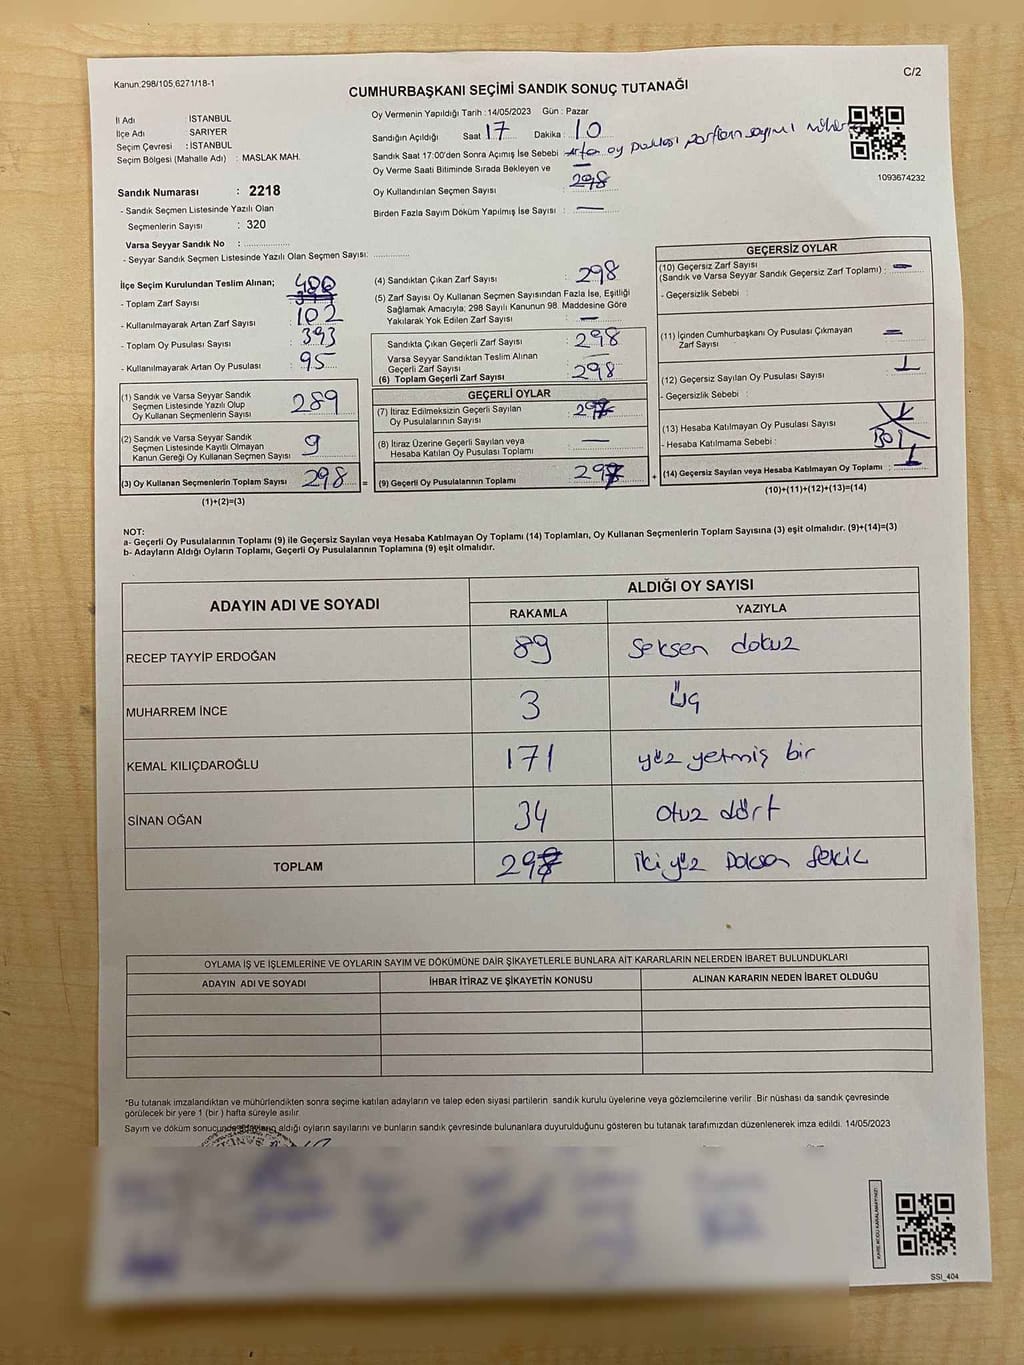 Kanun.298/105,6271/18-1
C/2
CUMHURBAŞKANI SEÇİMİ SANDIK SONUÇ TUTANAĞI
İl Adı : İSTANBUL
İlçe Adı : SARIYER
Seçim Çevresi : İSTANBUL
Seçim Bölgesi (Mahalle Adı) : MASLAK MAH.
Oy Vermenin Yapıldığı Tarih : 14/05/2023 Gün : Pazar
Sandığın Açıldığı Saat 17 Dakika : 10
Sandık Saat 17:00'den Sonra Açımış İse Sebebi : Artan oy pusulası zarfların sayımı
Oy Verme Saati Bitiminde Sırada Bekleyen ve : —
Oy Kullandırılan Seçmen Sayısı 298
Birden Fazla Sayım Döküm Yapılmış İse Sayısı : —
1093674232
Sandık Numarası : 2218
- Sandık Seçmen Listesinde Yazılı Olan
Seçmenlerin Sayısı : 320
Varsa Seyyar Sandık No :
- Seyyar Sandık Seçmen Listesinde Yazılı Olan Seçmen Sayısı:
İlçe Seçim Kurulundan Teslim Alınan;
- Toplam Zarf Sayısı : 400
- Kullanılmayarak Artan Zarf Sayısı : 102
- Toplam Oy Pusulası Sayısı : 393
- Kullanılmayarak Artan Oy Pusulası : 95
(1) Sandık ve Varsa Seyyar Sandık
Seçmen Listesinde Yazılı Olup
Oy Kullanan Seçmenlerin Sayısı 289
(2) Sandık ve Varsa Seyyar Sandık
Seçmen Listesinde Kayıtlı Olmayan
Kanun Gereği Oy Kullanan Seçmen Sayısı 9
(3) Oy Kullanan Seçmenlerin Toplam Sayısı 298 =
(1)+(2)=(3)
(4) Sandıktan Çıkan Zarf Sayısı : 298
(5) Zarf Sayısı Oy Kullanan Seçmen Sayısından Fazla İse, Eşitliği
Sağlamak Amacıyla; 298 Sayılı Kanunun 98. Maddesine Göre
Yakılarak Yok Edilen Zarf Sayısı : —
Sandıkta Çıkan Geçerli Zarf Sayısı : 298
Varsa Seyyar Sandıktan Teslim Alınan
Geçerli Zarf Sayısı : —
(6) Toplam Geçerli Zarf Sayısı : 298
GEÇERLİ OYLAR
(7) İtiraz Edilmeksizin Geçerli Sayılan
Oy Pusulalarının Sayısı : 297
(8) İtiraz Üzerine Geçerli Sayılan veya
Hesaba Katılan Oy Pusulası Toplamı : —
(9) Geçerli Oy Pusulalarının Toplamı : 297 +
GEÇERSİZ OYLAR
(10) Geçersiz Zarf Sayısı
(Sandık ve Varsa Seyyar Sandık Geçersiz Zarf Toplamı) : —
- Geçersizlik Sebebi :
(11) İçinden Cumhurbaşkanı Oy Pusulası Çıkmayan
Zarf Sayısı —
(12) Geçersiz Sayılan Oy Pusulası Sayısı : 1
- Geçersizlik Sebebi :
(13) Hesaba Katılmayan Oy Pusulası Sayısı
- Hesaba Katılmama Sebebi :
(14) Geçersiz Sayılan veya Hesaba Katılmayan Oy Toplamı : 1
(10)+(11)+(12)+(13)=(14)
NOT:
a- Geçerli Oy Pusulalarının Toplamı (9) ile Geçersiz Sayılan veya Hesaba Katılmayan Oy Toplamı (14) Toplamları, Oy Kullanan Seçmenlerin Toplam Sayısına (3) eşit olmalıdır. (9)+(14)=(3)
b- Adayların Aldığı Oyların Toplamı, Geçerli Oy Pusulalarının Toplamına (9) eşit olmalıdır.
ADAYIN ADI VE SOYADI ALDIĞI OY SAYISI
RAKAMLA YAZIYLA
RECEP TAYYİP ERDOĞAN 89 Seksen dokuz
MUHARREM İNCE 3 Üç
KEMAL KILIÇDAROĞLU 171 yüz yetmiş bir
SİNAN OĞAN 34 Otuz dört
TOPLAM 297 İki yüz Doksan Sekiz
OYLAMA İŞ VE İŞLEMLERİNE VE OYLARIN SAYIM VE DÖKÜMÜNE DAİR ŞİKAYETLERLE BUNLARA AİT KARARLARIN NELERDEN İBARET BULUNDUKLARI
ADAYIN ADI VE SOYADI İHBAR İTİRAZ VE ŞİKAYETİN KONUSU ALINAN KARARIN NEDEN İBARET OLDUĞU
*Bu tutanak imzalandıktan ve mühürlendikten sonra seçime katılan adayların ve talep eden siyasi partilerin sandık kurulu üyelerine veya gözlemcilerine verilir .Bir nüshası da sandık çevresinde
görülecek bir yere 1 (bir ) hafta süreyle asılır.
Sayım ve döküm sonucunda adayların aldığı oyların sayılarını ve bunların sandık çevresinde bulunanlara duyurulduğunu gösteren bu tutanak tarafımızdan düzenlenerek imza edildi. 14/05/2023
KARE KODU KARALAMAYINIZ!
SSI_404